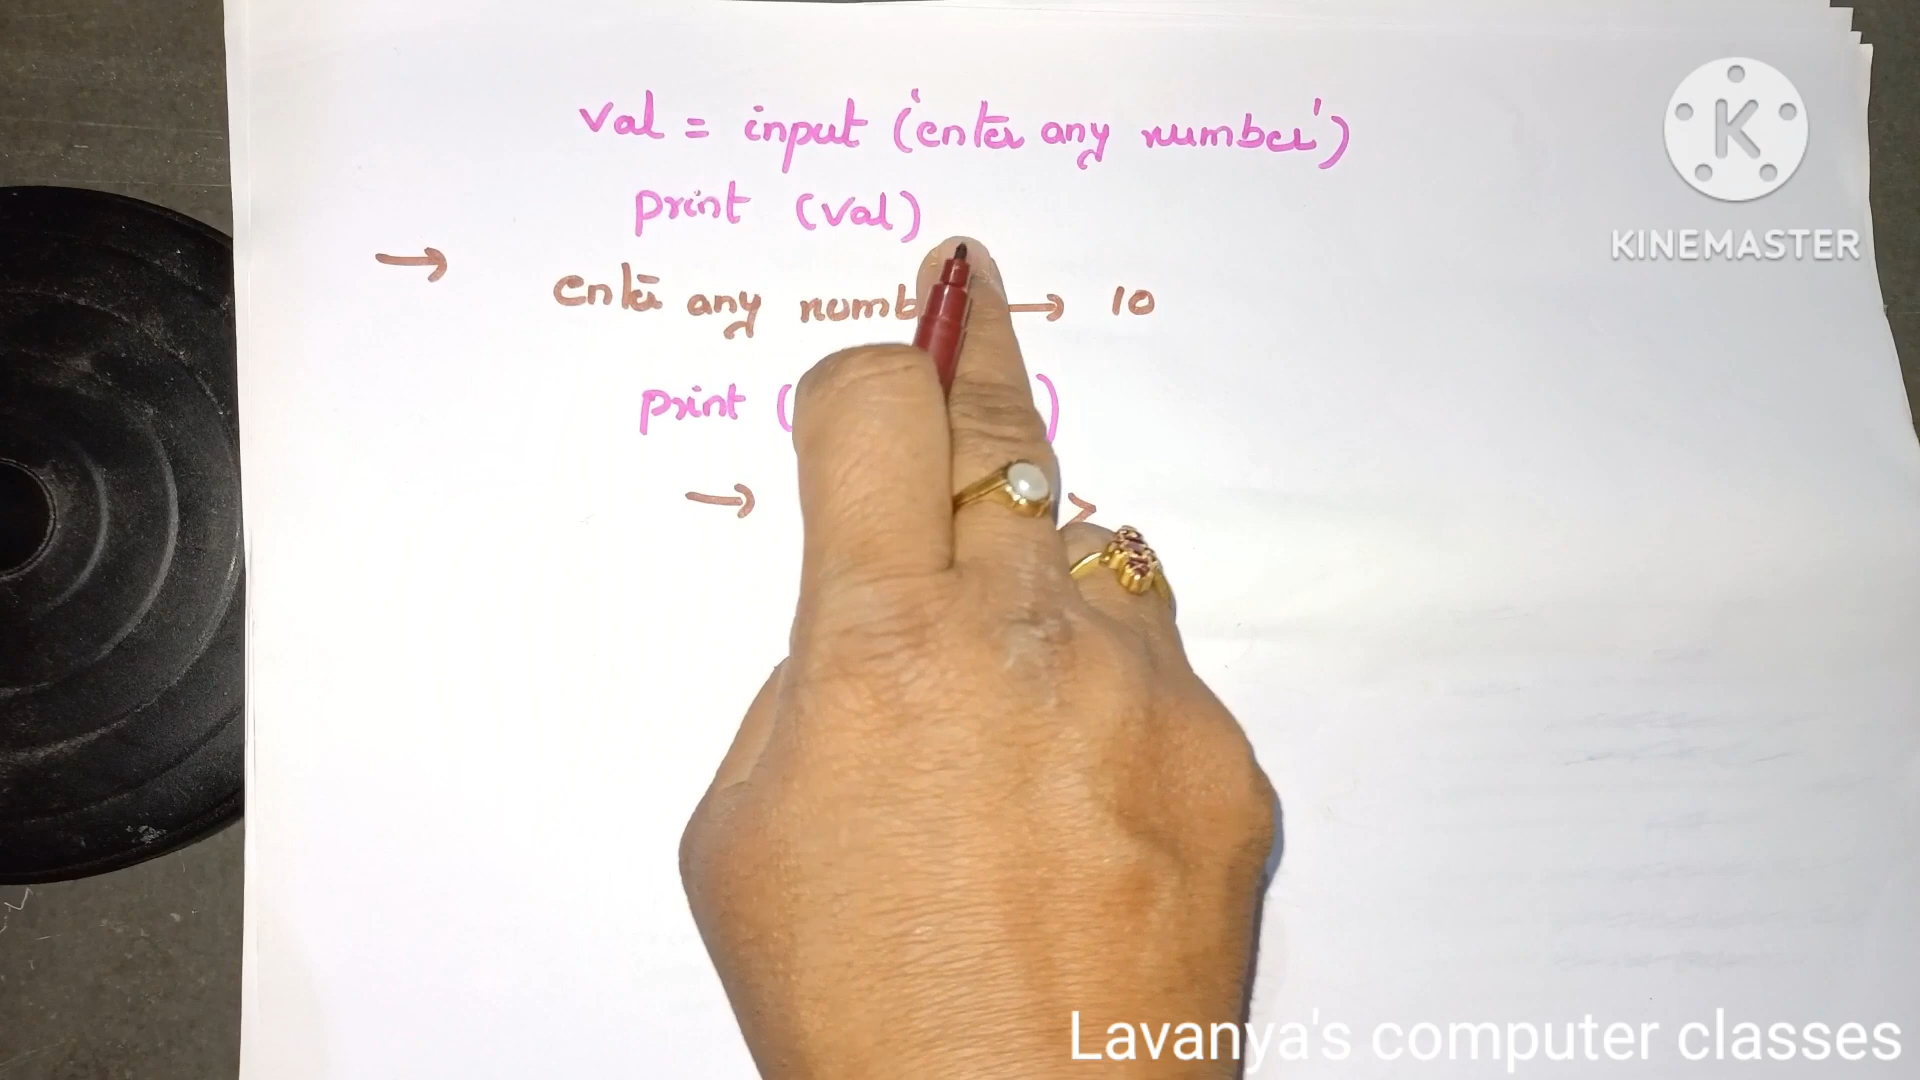 val = input ('enter any number')
print (val)
→ enter any numb → 10
print ( )
→ >
K
KINEMASTER
Lavanya's computer classes